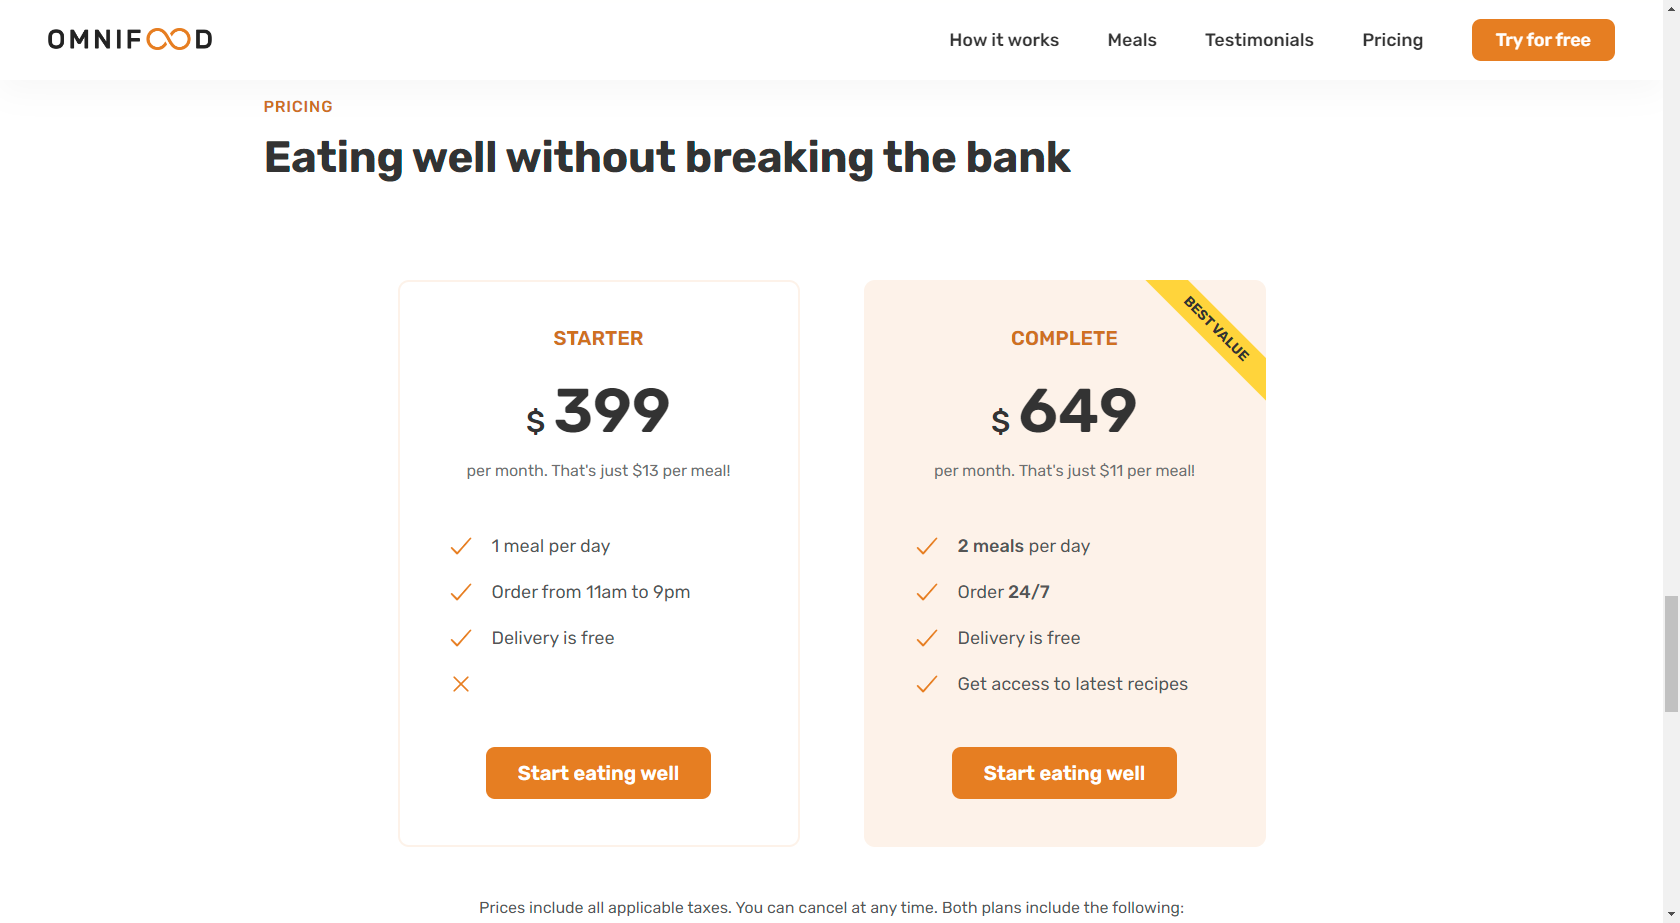 OMNIFOOD
How it works
Meals
Testimonials
Pricing
Try for free
PRICING
Eating well without breaking the bank
STARTER
$ 399
per month. That's just $13 per meal!
1 meal per day
Order from 11am to 9pm
Delivery is free
Start eating well
BEST VALUE
COMPLETE
$ 649
per month. That's just $11 per meal!
2 meals per day
Order 24/7
Delivery is free
Get access to latest recipes
Start eating well
Prices include all applicable taxes. You can cancel at any time. Both plans include the following: